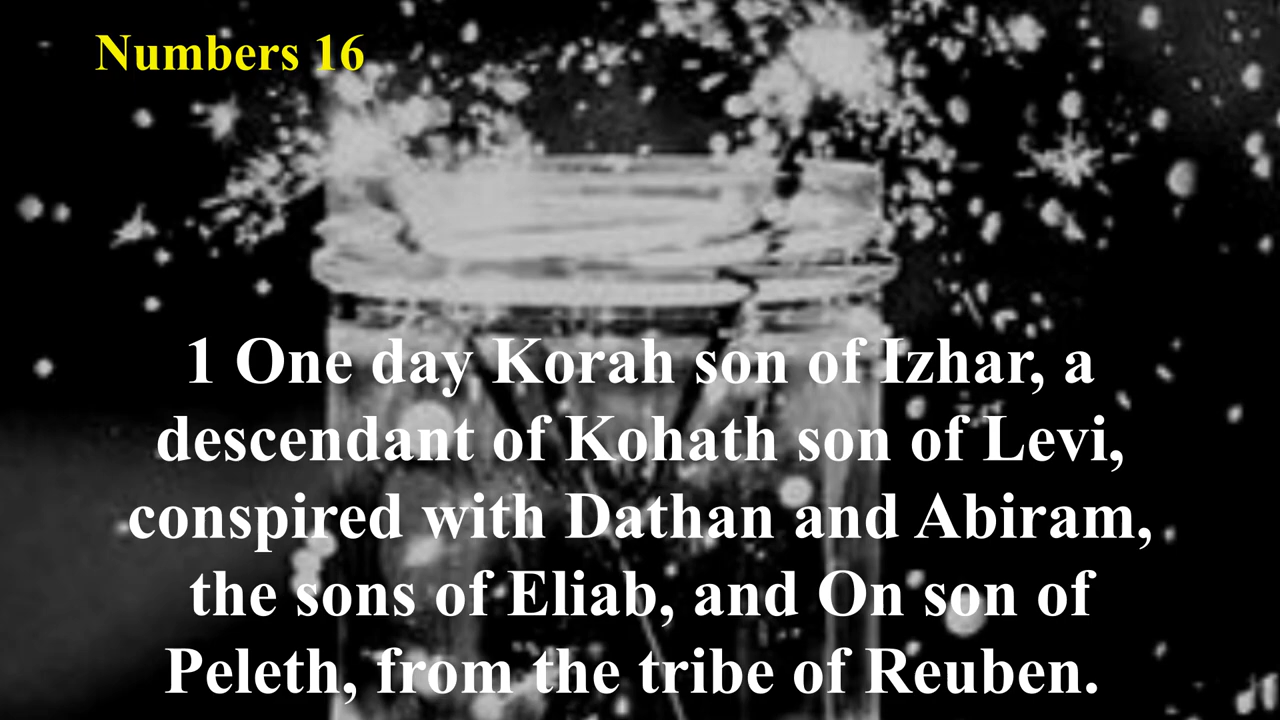 Numbers 16
1 One day Korah son of Izhar, a
descendant of Kohath son of Levi,
conspired with Dathan and Abiram,
the sons of Eliab, and On son of
Peleth, from the tribe of Reuben.